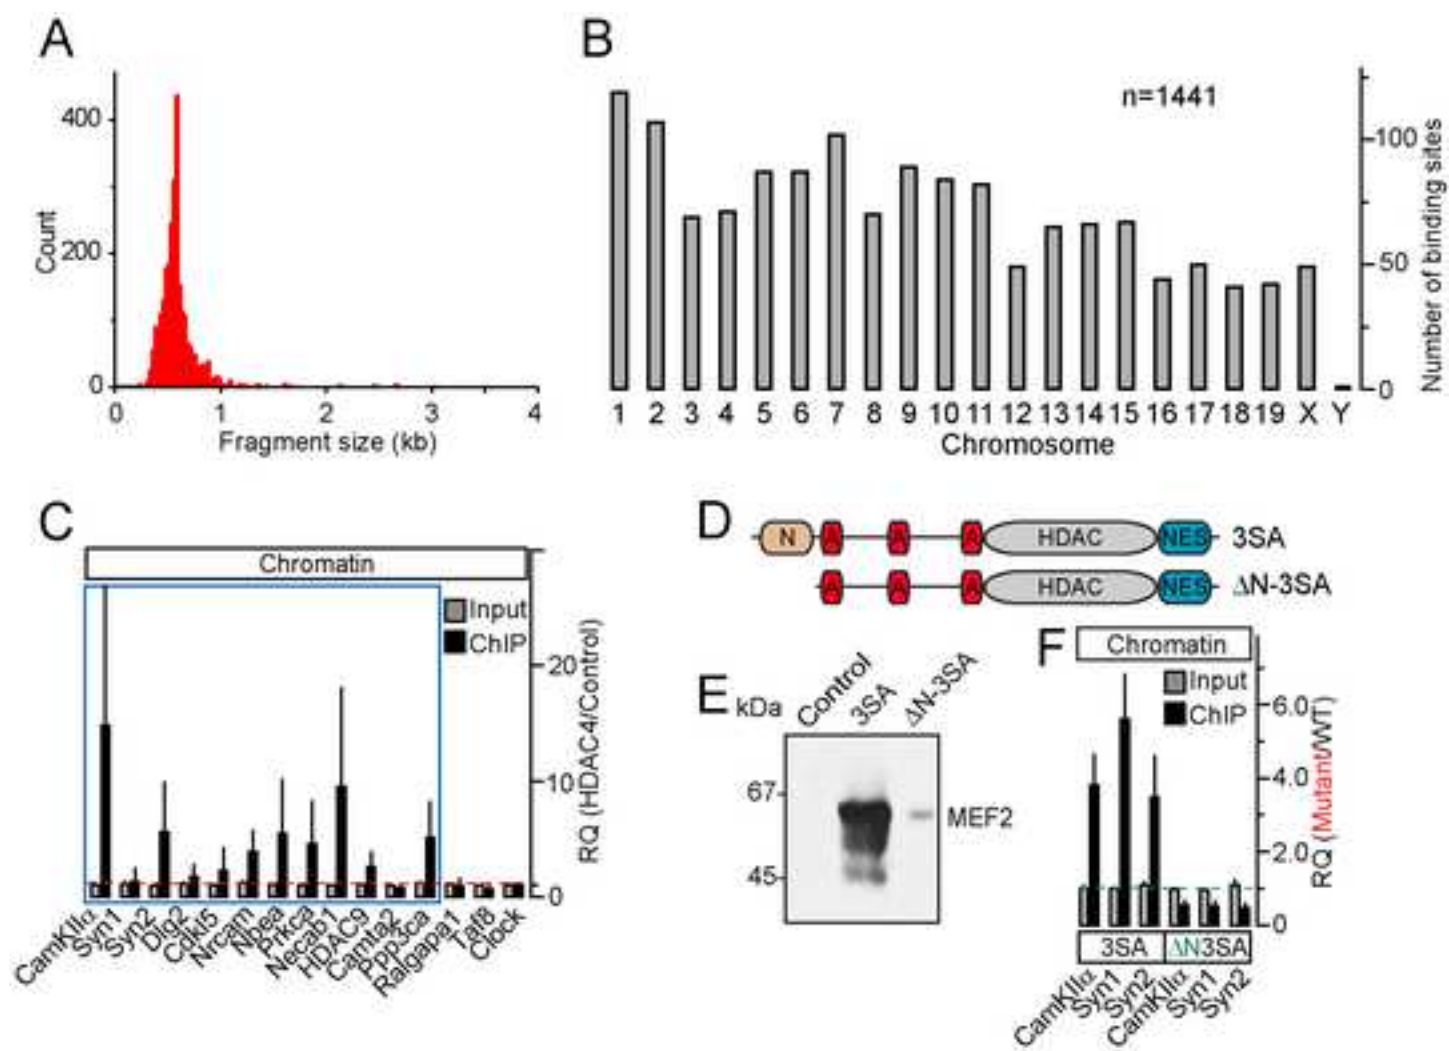 A
400
200
0
Count
0
1
2
3
4
Fragment size (kb)
B
n=1441
100
50
0
Number of binding sites
1 2 3 4 5 6 7 8 9 10 11 12 13 14 15 16 17 18 19 X Y
Chromosome
C
Chromatin
Input
ChIP
20
10
0
RQ (HDAC4/Control)
CamKIIα
Syn1
Syn2
Dlg2
Cdkl5
Nrcam
Nbea
Prkca
Necab1
HDAC9
Camta2
Ppp3ca
Ralgapa1
Taf8
Clock
D
N A A A HDAC NES 3SA
A A A HDAC NES ΔN-3SA
E
kDa
Control
3SA
ΔN-3SA
67
45
MEF2
F
Chromatin
Input
ChIP
6.0
4.0
2.0
0
RQ (Mutant/WT)
3SA ΔN3SA
CamKIIα
Syn1
Syn2
CamKIIα
Syn1
Syn2